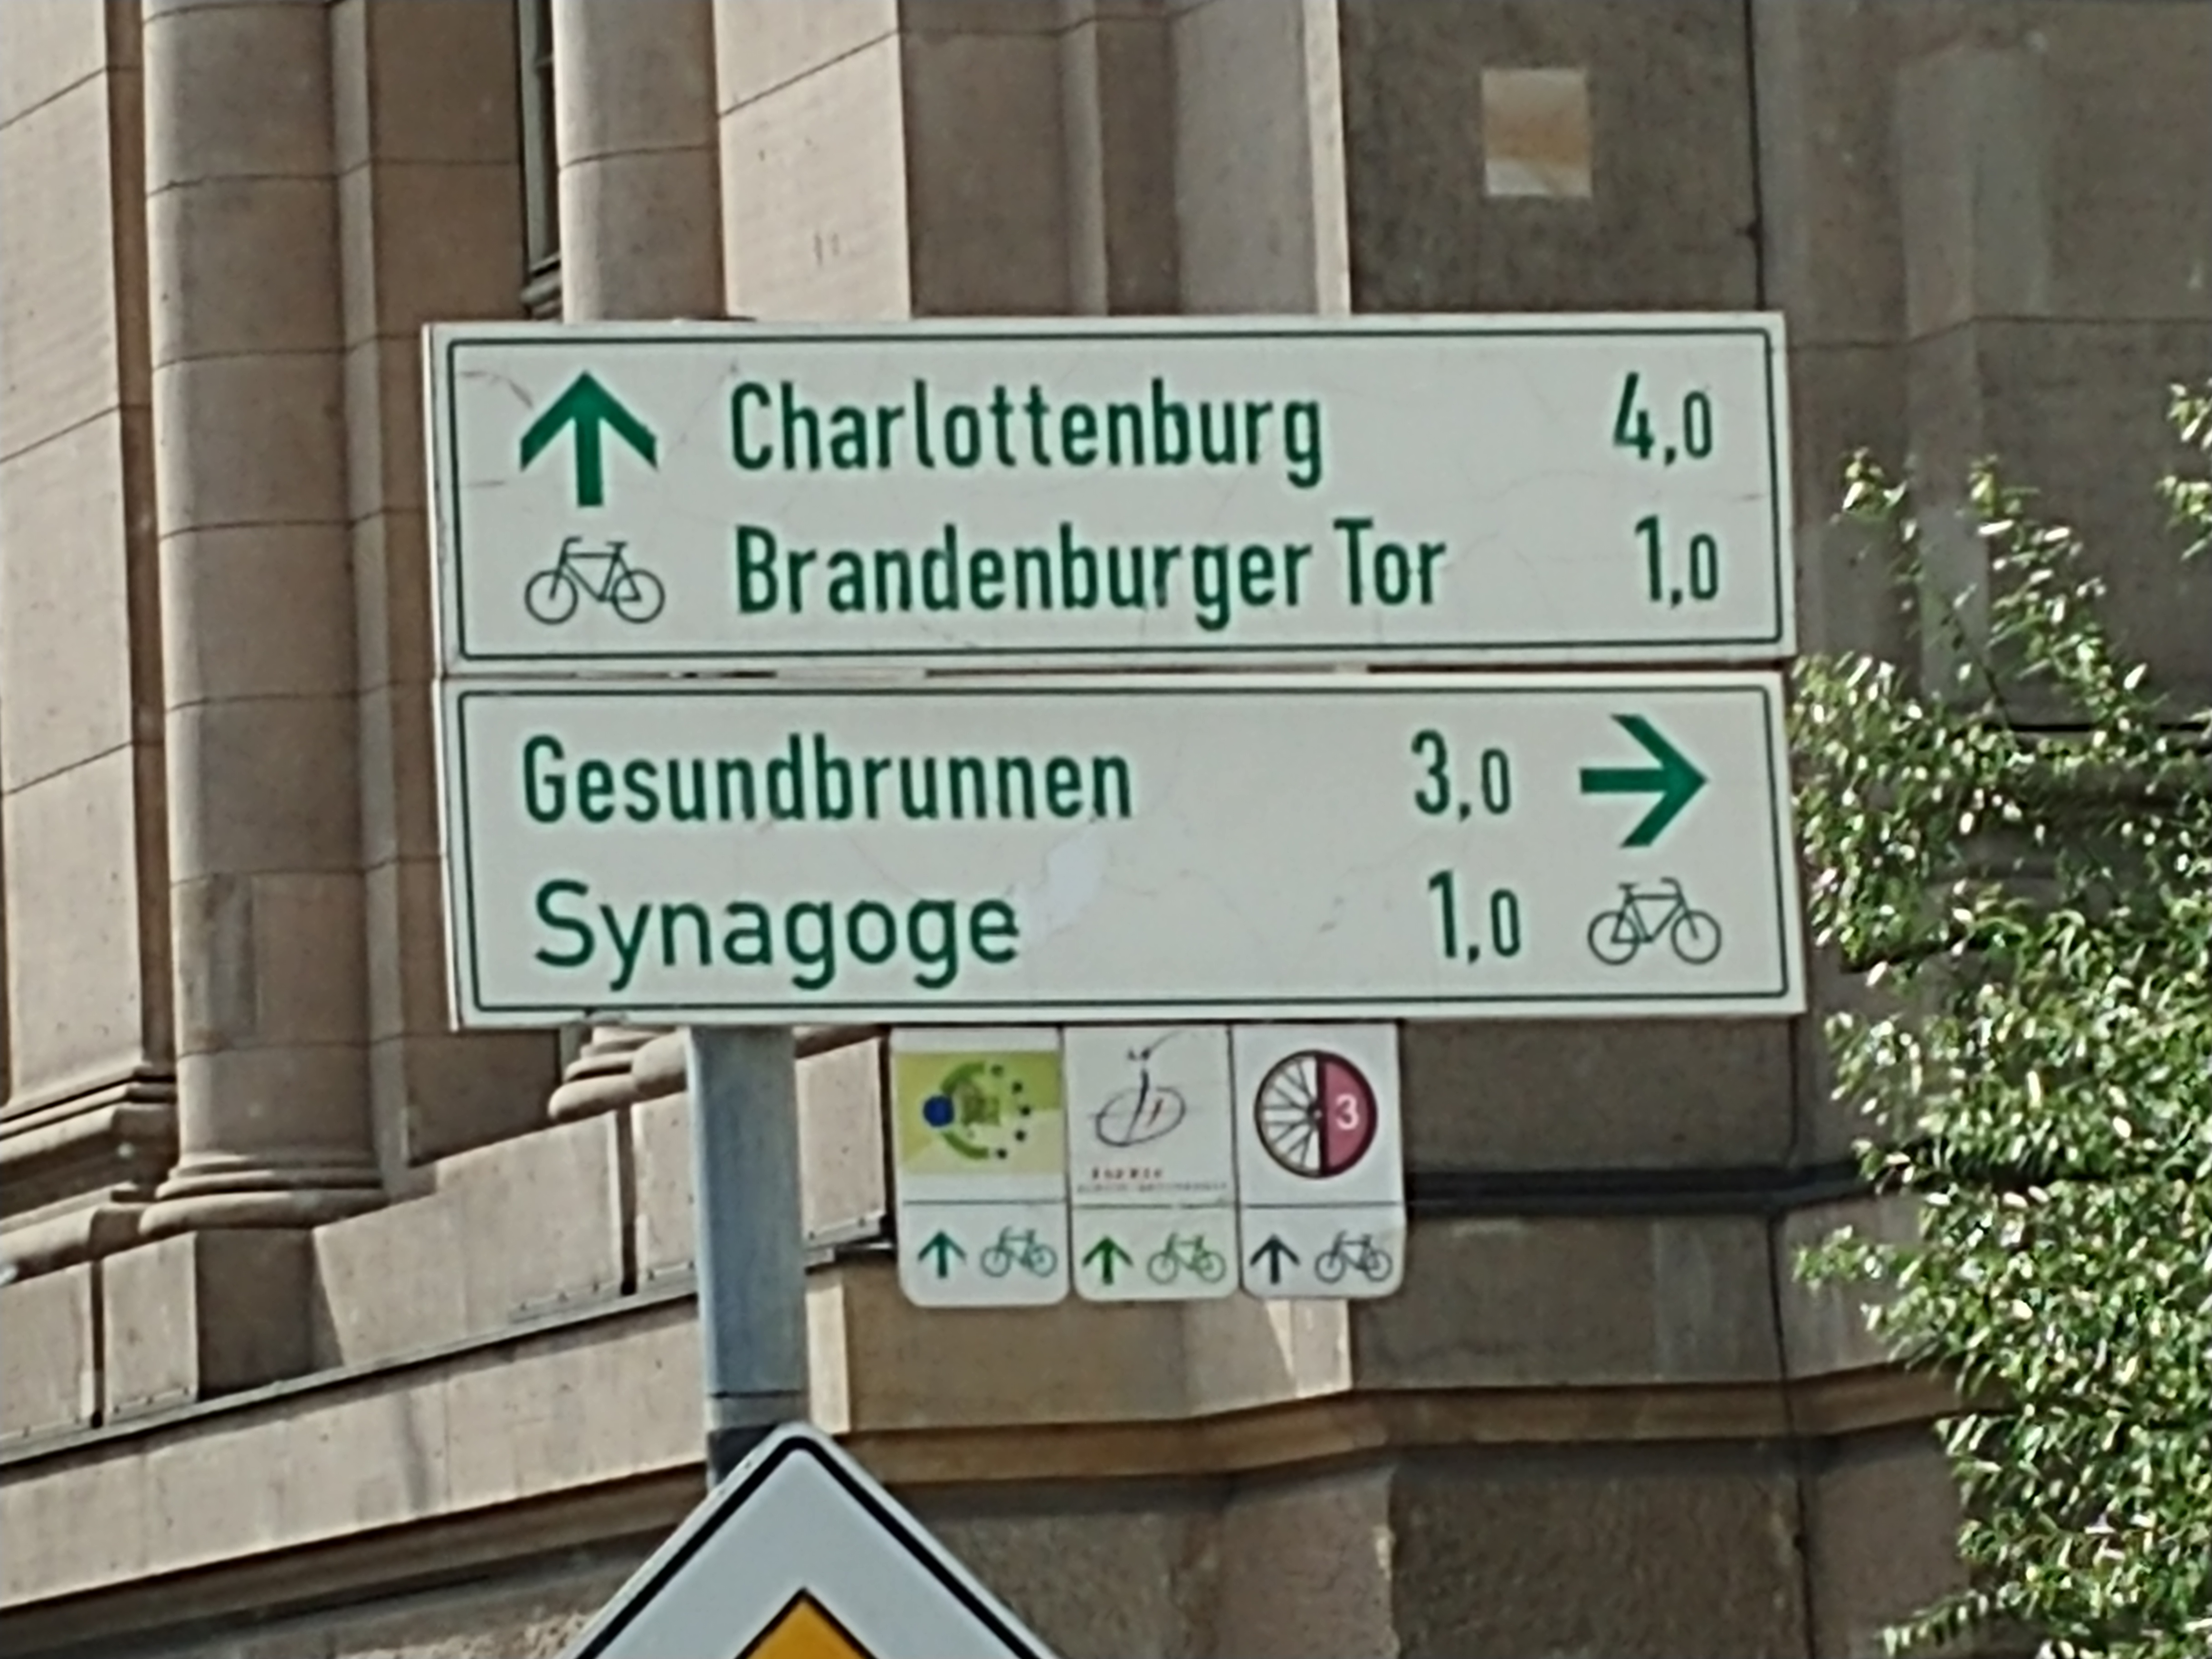 Charlottenburg 4,0
Brandenburger Tor 1,0
Gesundbrunnen 3,0
Synagoge 1,0
3